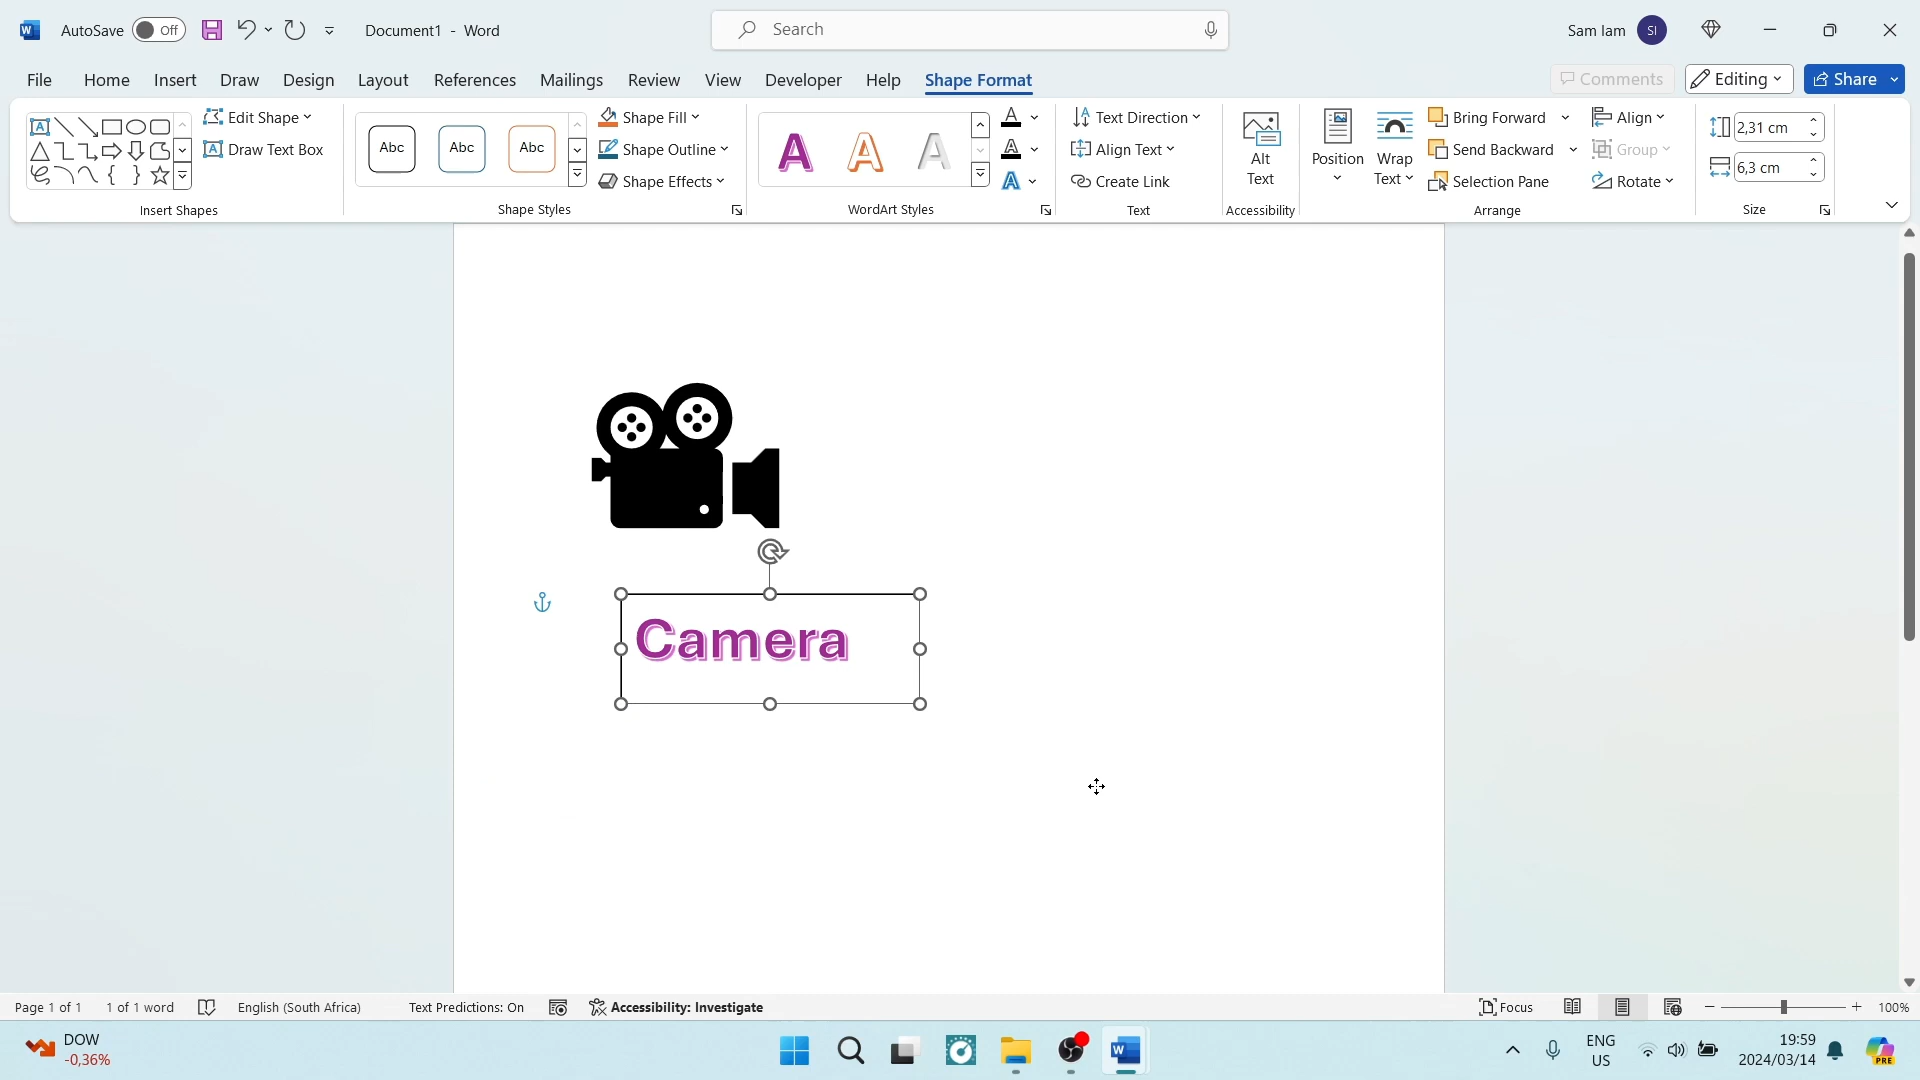 AutoSave Off Document1 - Word Search Sam Iam SI
File Home Insert Draw Design Layout References Mailings Review View Developer Help Shape Format Comments Editing Share
Edit Shape
Draw Text Box
Insert Shapes
Abc Abc Abc
Shape Fill
Shape Outline
Shape Effects
Shape Styles
A A A
WordArt Styles
Text Direction
Align Text
Create Link
Text
Alt
Text
Accessibility
Position
Wrap
Text
Bring Forward
Send Backward
Selection Pane
Align
Group
Rotate
Arrange
2,31 cm
6,3 cm
Size
Camera
Page 1 of 1 1 of 1 word English (South Africa) Text Predictions: On Accessibility: Investigate Focus 100%
DOW
-0,36%
ENG
US
19:59
2024/03/14
PRE